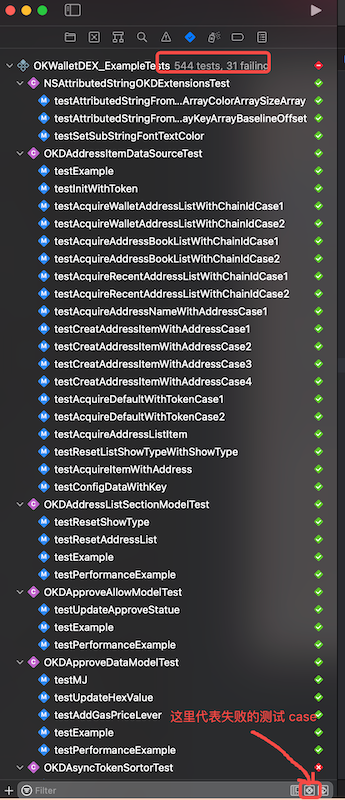 OKWalletDEX_ExampleTests 544 tests, 31 failing
NSAttributedStringOKDExtensionsTest
testAttributedStringFrom...ArrayColorArraySizeArray
testAttributedStringFrom...ayKeyArrayBaselineOffset
testSetSubStringFontTextColor
OKDAddressItemDataSourceTest
testExample
testInitWithToken
testAcquireWalletAddressListWithChainIdCase1
testAcquireWalletAddressListWithChainIdCase2
testAcquireAddressBookListWithChainIdCase1
testAcquireAddressBookListWithChainIdCase2
testAcquireRecentAddressListWithChainIdCase1
testAcquireRecentAddressListWithChainIdCase2
testAcquireAddressNameWithAddressCase1
testCreatAddressItemWithAddressCase1
testCreatAddressItemWithAddressCase2
testCreatAddressItemWithAddressCase3
testCreatAddressItemWithAddressCase4
testAcquireDefaultWithTokenCase1
testAcquireDefaultWithTokenCase2
testAcquireAddressListItem
testResetListShowTypeWithShowType
testAcquireItemWithAddress
testConfigDataWithKey
OKDAddressListSectionModelTest
testResetShowType
testResetAddressList
testExample
testPerformanceExample
OKDApproveAllowModelTest
testUpdateApproveStatue
testExample
testPerformanceExample
OKDApproveDataModelTest
testMJ
testUpdateHexValue
testAddGasPriceLever
这里代表失败的测试 case
testExample
testPerformanceExample
OKDAsyncTokenSortorTest
Filter